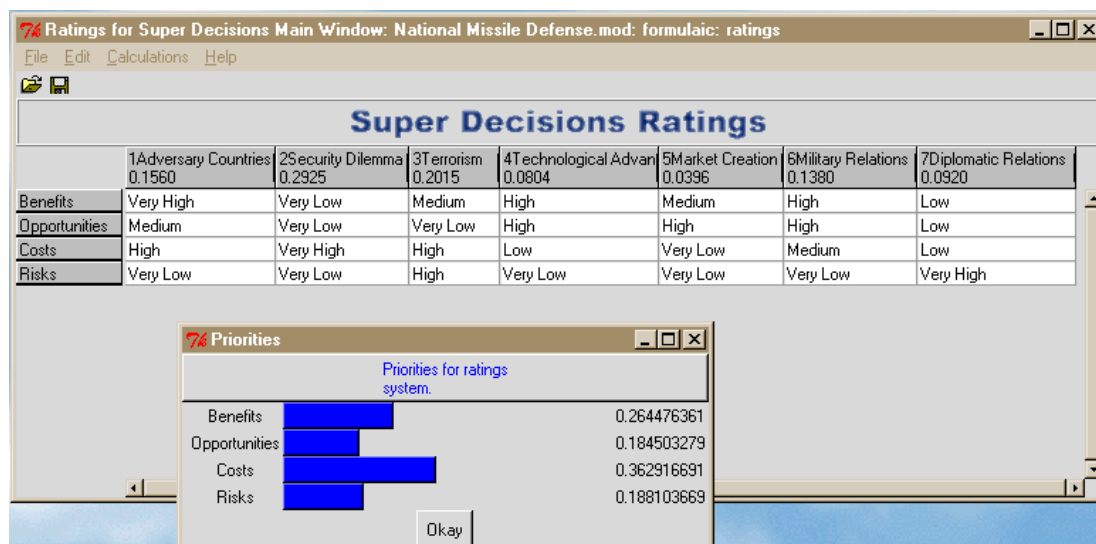 Ratings for Super Decisions Main Window: National Missile Defense.mod: formulaic: ratings
File Edit Calculations Help
Super Decisions Ratings
1Adversary Countries 2Security Dilemma 3Terrorism 4Technological Advan 5Market Creation 6Military Relations 7Diplomatic Relations
0.1560 0.2925 0.2015 0.0804 0.0396 0.1380 0.0920
Benefits Very High Very Low Medium High Medium High Low
Opportunities Medium Very Low Very Low High High High Low
Costs High Very High High Low Very Low Medium Low
Risks Very Low Very Low High Very Low Very Low Very Low Very High
Priorities
Priorities for ratings
system.
Benefits 0.264476361
Opportunities 0.184503279
Costs 0.362916691
Risks 0.188103669
Okay